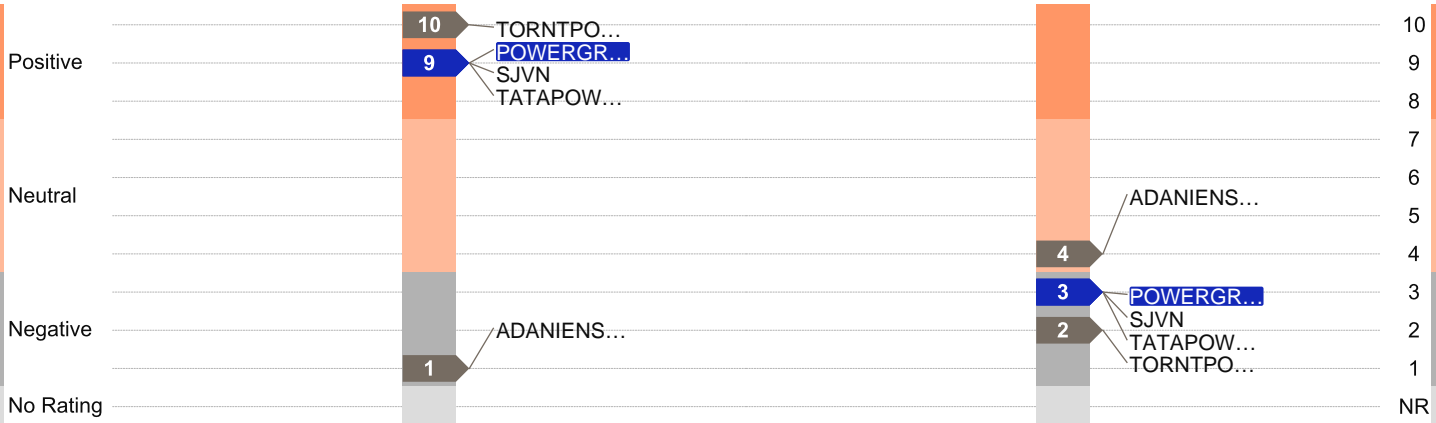 10 TORNTPO… 10
POWERGR…
Positive 9 9
SJVN
TATAPOW… 8
7
6
Neutral ADANIENS…
5
4 4
3 POWERGR… 3
SJVN
Negative ADANIENS… 2 2
TATAPOW…
TORNTPO…
1 1
No Rating NR